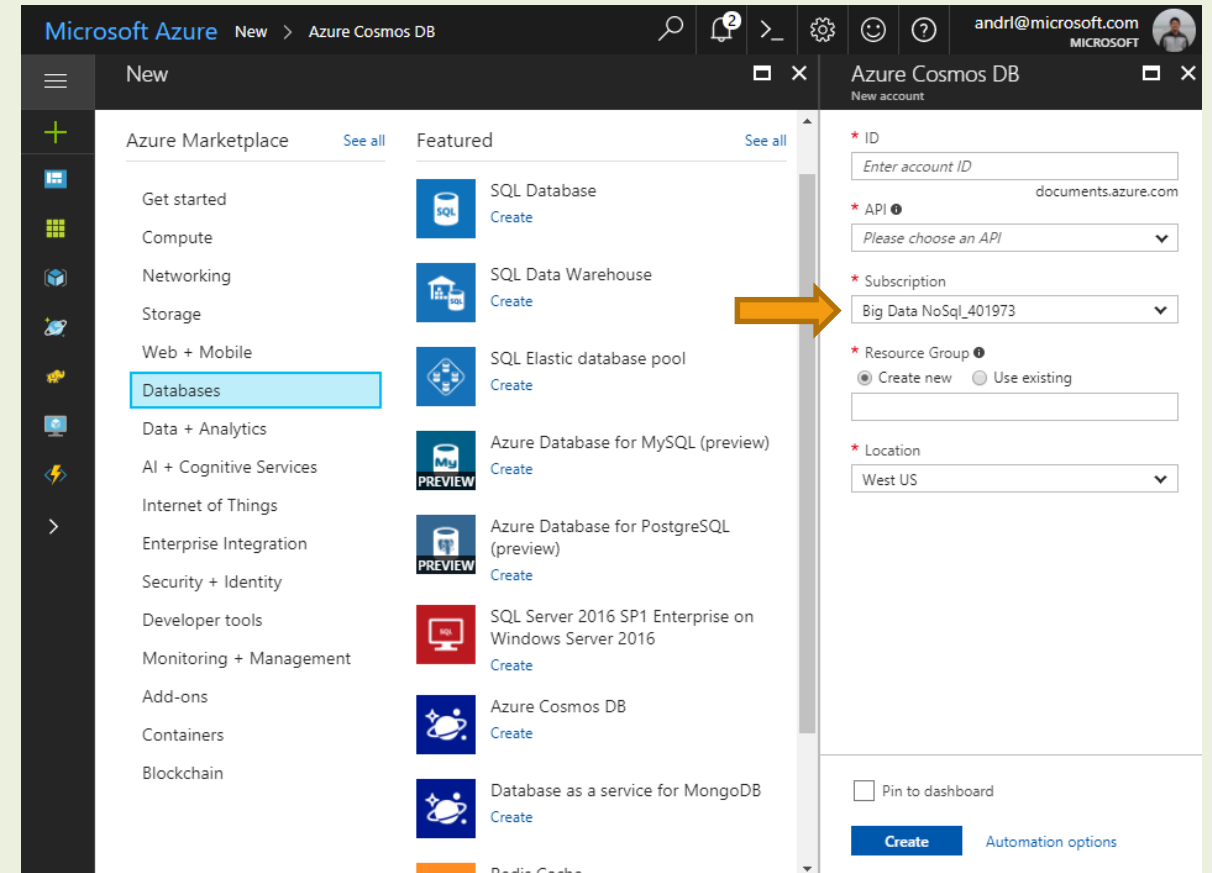 Microsoft Azure New > Azure Cosmos DB
2
>_
?
andrl@microsoft.com
MICROSOFT
New
Azure Marketplace See all
Get started
Compute
Networking
Storage
Web + Mobile
Databases
Data + Analytics
AI + Cognitive Services
Internet of Things
Enterprise Integration
Security + Identity
Developer tools
Monitoring + Management
Add-ons
Containers
Blockchain
Featured See all
SQL
SQL Database
Create
SQL
SQL Data Warehouse
Create
SQL Elastic database pool
Create
My
PREVIEW
Azure Database for MySQL (preview)
Create
PREVIEW
Azure Database for PostgreSQL
(preview)
Create
SQL
SQL Server 2016 SP1 Enterprise on
Windows Server 2016
Create
Azure Cosmos DB
Create
Database as a service for MongoDB
Create
Redis Cache
Azure Cosmos DB
New account
* ID
Enter account ID
documents.azure.com
* API
Please choose an API
* Subscription
Big Data NoSql_401973
* Resource Group
Create new Use existing
* Location
West US
Pin to dashboard
Create Automation options